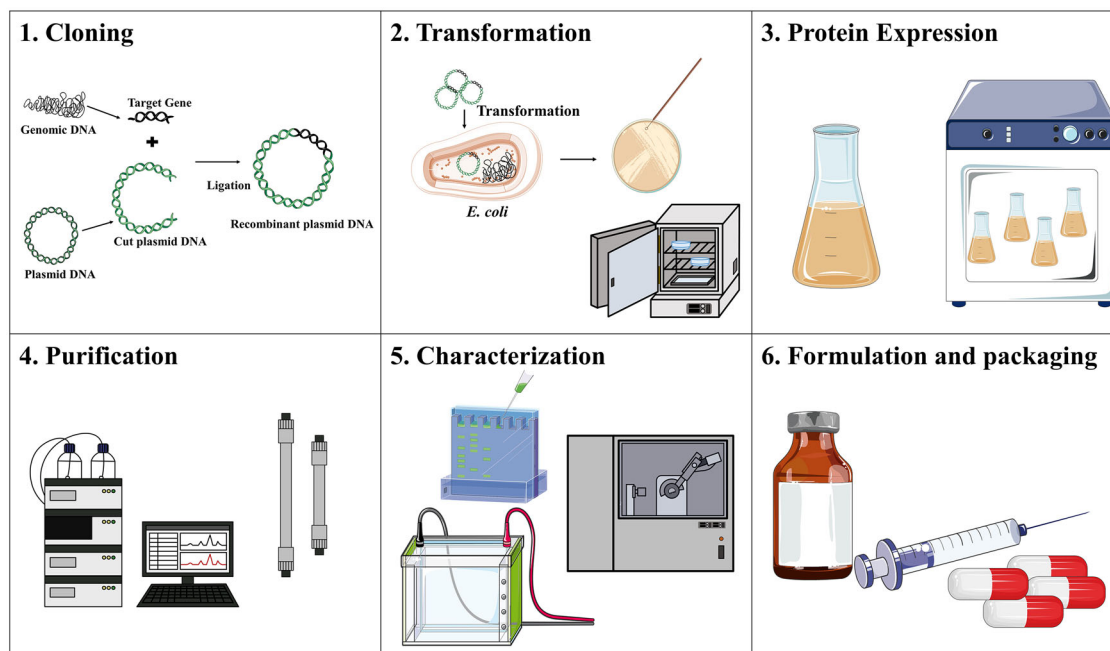 1. Cloning
Target Gene
Genomic DNA
Ligation
Recombinant plasmid DNA
Cut plasmid DNA
Plasmid DNA
2. Transformation
Transformation
E. coli
3. Protein Expression
4. Purification
5. Characterization
6. Formulation and packaging